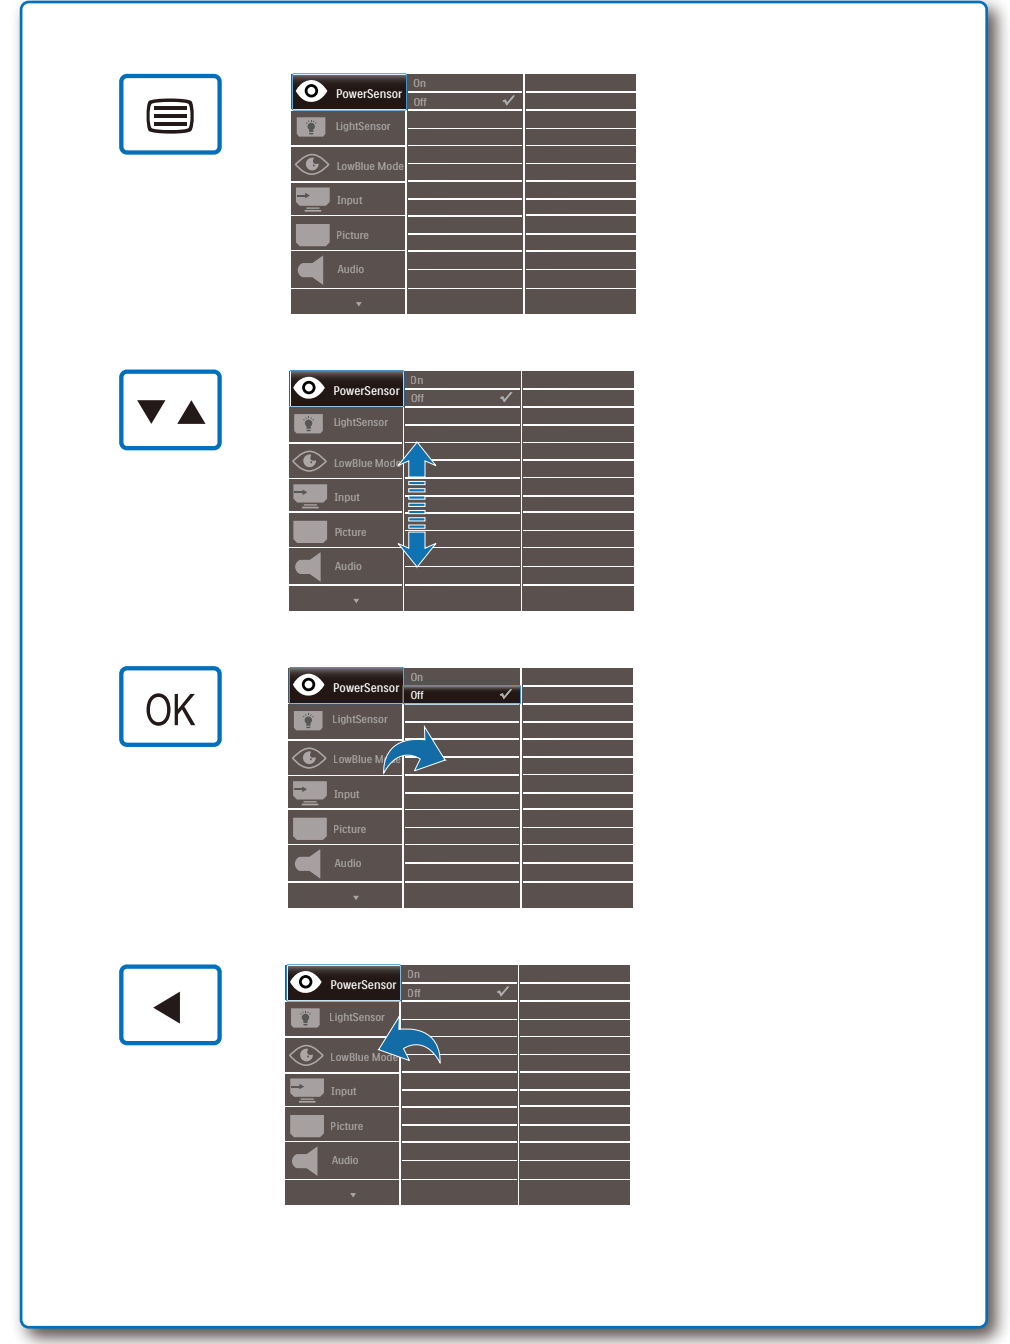 PowerSensor
On
Off
LightSensor
LowBlue Mode
Input
Picture
Audio
PowerSensor
On
Off
LightSensor
LowBlue Mode
Input
Picture
Audio
OK
PowerSensor
On
Off
LightSensor
LowBlue M
Input
Picture
Audio
PowerSensor
On
Off
LightSensor
LowBlue Mode
Input
Picture
Audio